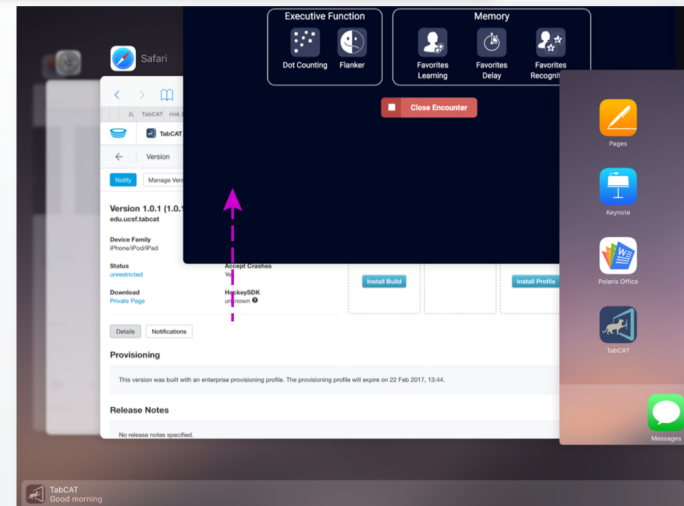 Executive Function
Memory
Dot Counting
Flanker
Favorites
Learning
Favorites
Delay
Favorites
Close Encounter
Safari
TabCAT
TabCAT
Version
Notify
Manage
Version 1.0.1
edu.ucsf.tabcat
Device Family
iPhone/iPod/iPad
Status
unrestricted
Accept Crashes
Download
Private Page
HockeySDK
unknown
Install Build
Install Profile
Details
Notifications
Provisioning
This version was built with an enterprise provisioning profile. The provisioning profile will expire on 22 Feb 2017, 13:44.
Release Notes
No release notes specified.
Pages
Keynote
Polaris Office
TabCAT
Messages
TabCAT
Good morning